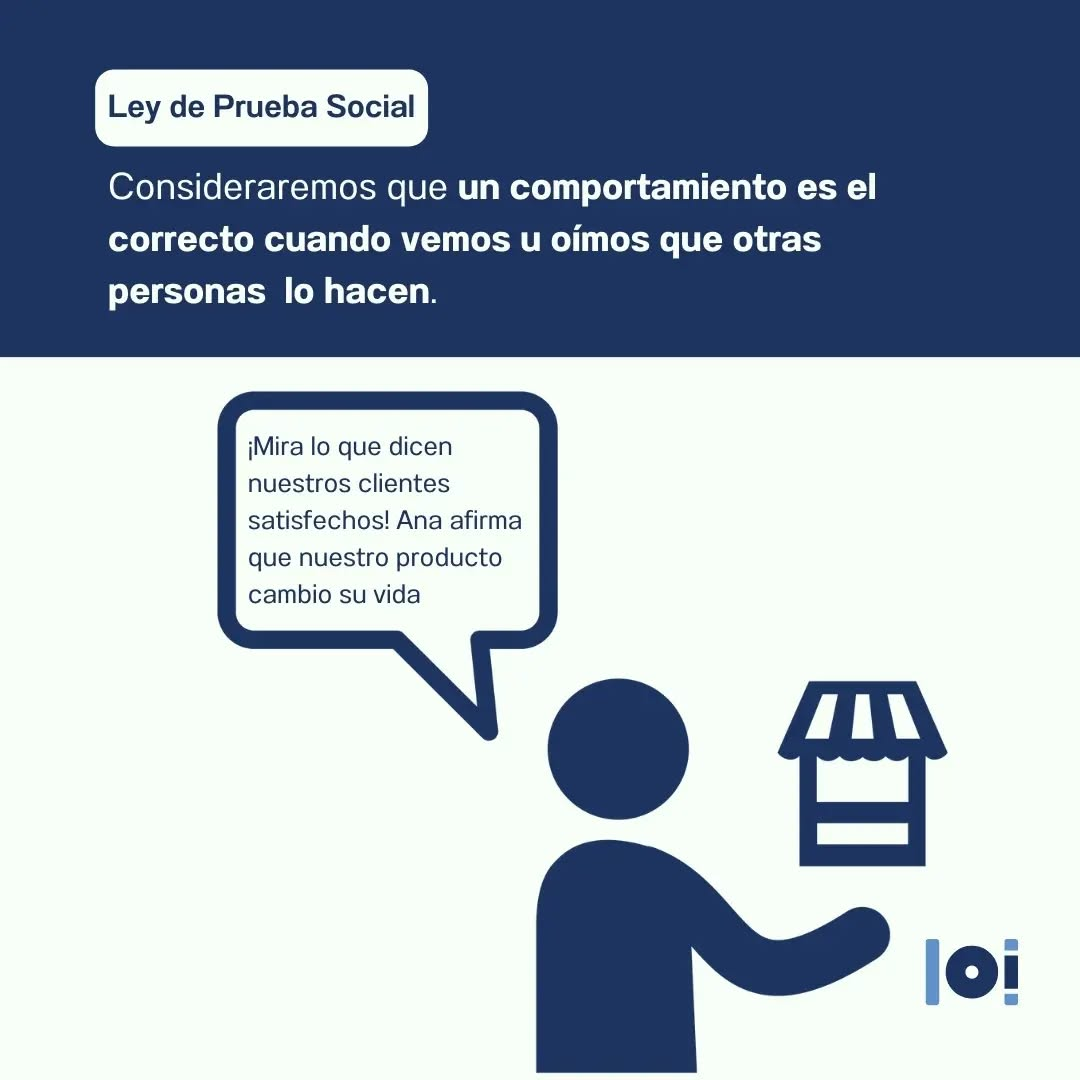 Ley de Prueba Social
Consideraremos que un comportamiento es el
correcto cuando vemos u oímos que otras
personas  lo hacen.
¡Mira lo que dicen
nuestros clientes
satisfechos! Ana afirma
que nuestro producto
cambio su vida
loi